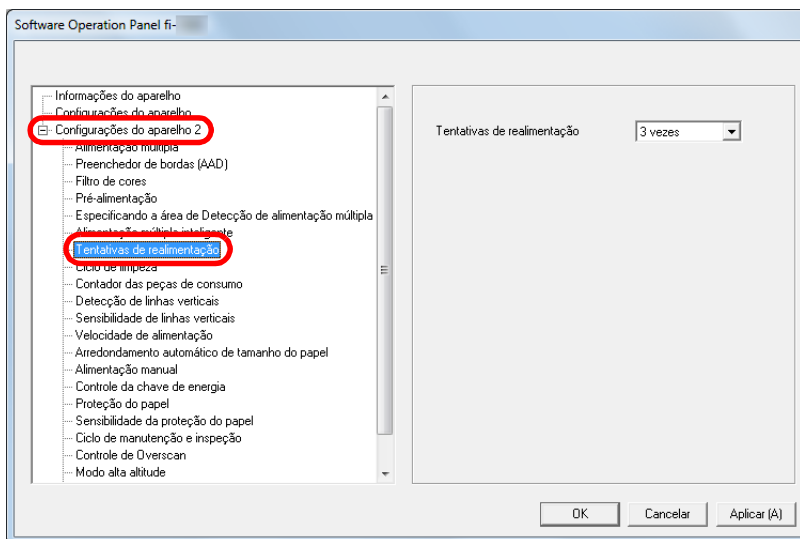 Software Operation Panel fi-
Informações do aparelho
Configurações do aparelho
Configurações do aparelho 2
Alimentação múltipla
Preenchedor de bordas (AAD)
Filtro de cores
Pré-alimentação
Especificando a área de Detecção de alimentação múltipla
Alimentação múltipla inteligente
Tentativas de realimentação
Ciclo de limpeza
Contador das peças de consumo
Detecção de linhas verticais
Sensibilidade de linhas verticais
Velocidade de alimentação
Arredondamento automático de tamanho do papel
Alimentação manual
Controle da chave de energia
Proteção do papel
Sensibilidade da proteção do papel
Ciclo de manutenção e inspeção
Controle de Overscan
Modo alta altitude
Tentativas de realimentação 3 vezes
OK Cancelar Aplicar (A)